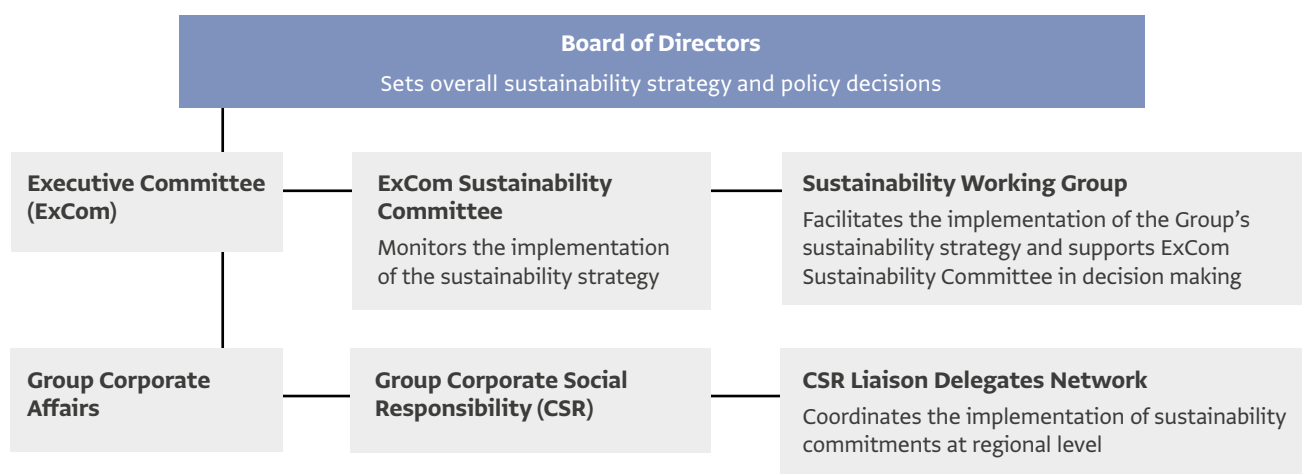 Board of Directors
Sets overall sustainability strategy and policy decisions
Executive Committee
(ExCom)
ExCom Sustainability
Committee
Monitors the implementation
of the sustainability strategy
Sustainability Working Group
Facilitates the implementation of the Group’s
sustainability strategy and supports ExCom
Sustainability Committee in decision making
Group Corporate
Affairs
Group Corporate Social
Responsibility (CSR)
CSR Liaison Delegates Network
Coordinates the implementation of sustainability
commitments at regional level